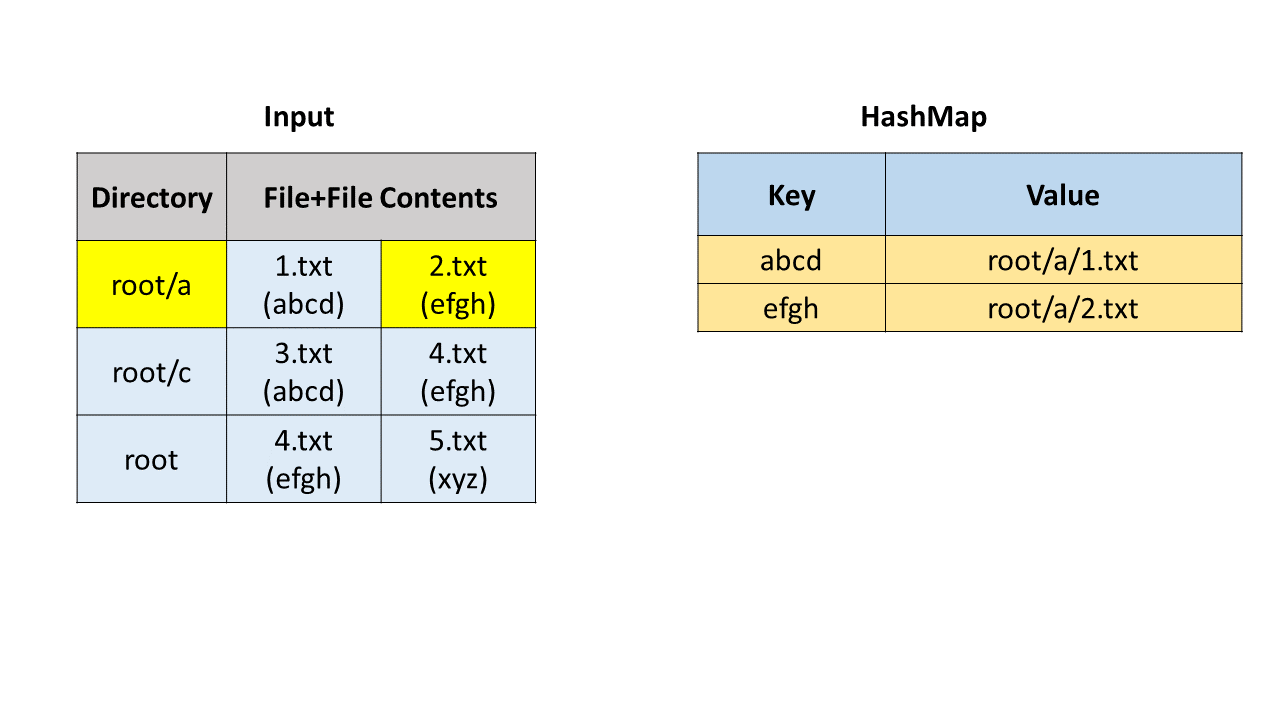 Input
HashMap
Directory
File+File Contents
root/a
1.txt
(abcd)
2.txt
(efgh)
root/c
3.txt
(abcd)
4.txt
(efgh)
root
4.txt
(efgh)
5.txt
(xyz)
Key
Value
abcd
root/a/1.txt
efgh
root/a/2.txt